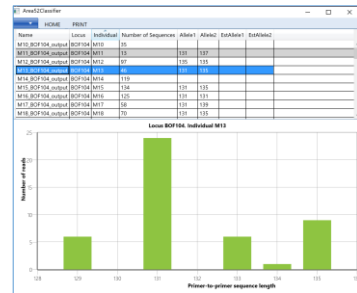 AreaSZClassifier
HOME PRINT
Name Locus Individual Number of Sequences Allele1 Allele2 ExtAllele1 ExtAllele2
M10_BOF104_output BOF104 M10 35
M11_BOF104_output BOF104 M11 13 131 137
M12_BOF104_output BOF104 M12 97 135 135
M13_BOF104_output BOF104 M13 46 131 135
M14_BOF104_output BOF104 M14 119
M15_BOF104_output BOF104 M15 134 131 135
M16_BOF104_output BOF104 M16 125 131 131
M17_BOF104_output BOF104 M17 58 131 139
M18_BOF104_output BOF104 M18 70 131 135
Locus BOF104. Individual M13
Number of reads
25
20
15
10
5
0
128 129 130 131 132 133 134 135
Primer-to-primer sequence length